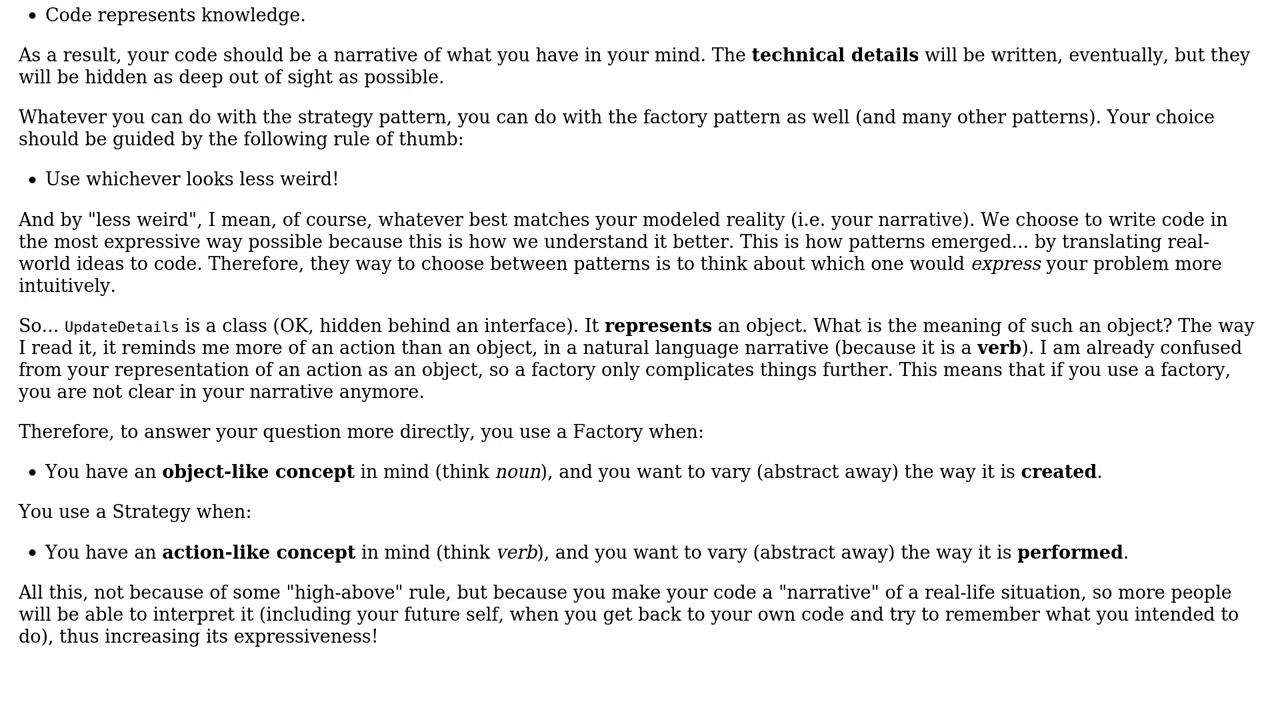 • Code represents knowledge.
As a result, your code should be a narrative of what you have in your mind. The technical details will be written, eventually, but they
will be hidden as deep out of sight as possible.
Whatever you can do with the strategy pattern, you can do with the factory pattern as well (and many other patterns). Your choice
should be guided by the following rule of thumb:
• Use whichever looks less weird!
And by "less weird", I mean, of course, whatever best matches your modeled reality (i.e. your narrative). We choose to write code in
the most expressive way possible because this is how we understand it better. This is how patterns emerged... by translating real-
world ideas to code. Therefore, they way to choose between patterns is to think about which one would express your problem more
intuitively.
So... UpdateDetails is a class (OK, hidden behind an interface). It represents an object. What is the meaning of such an object? The way
I read it, it reminds me more of an action than an object, in a natural language narrative (because it is a verb). I am already confused
from your representation of an action as an object, so a factory only complicates things further. This means that if you use a factory,
you are not clear in your narrative anymore.
Therefore, to answer your question more directly, you use a Factory when:
• You have an object-like concept in mind (think noun), and you want to vary (abstract away) the way it is created.
You use a Strategy when:
• You have an action-like concept in mind (think verb), and you want to vary (abstract away) the way it is performed.
All this, not because of some "high-above" rule, but because you make your code a "narrative" of a real-life situation, so more people
will be able to interpret it (including your future self, when you get back to your own code and try to remember what you intended to
do), thus increasing its expressiveness!